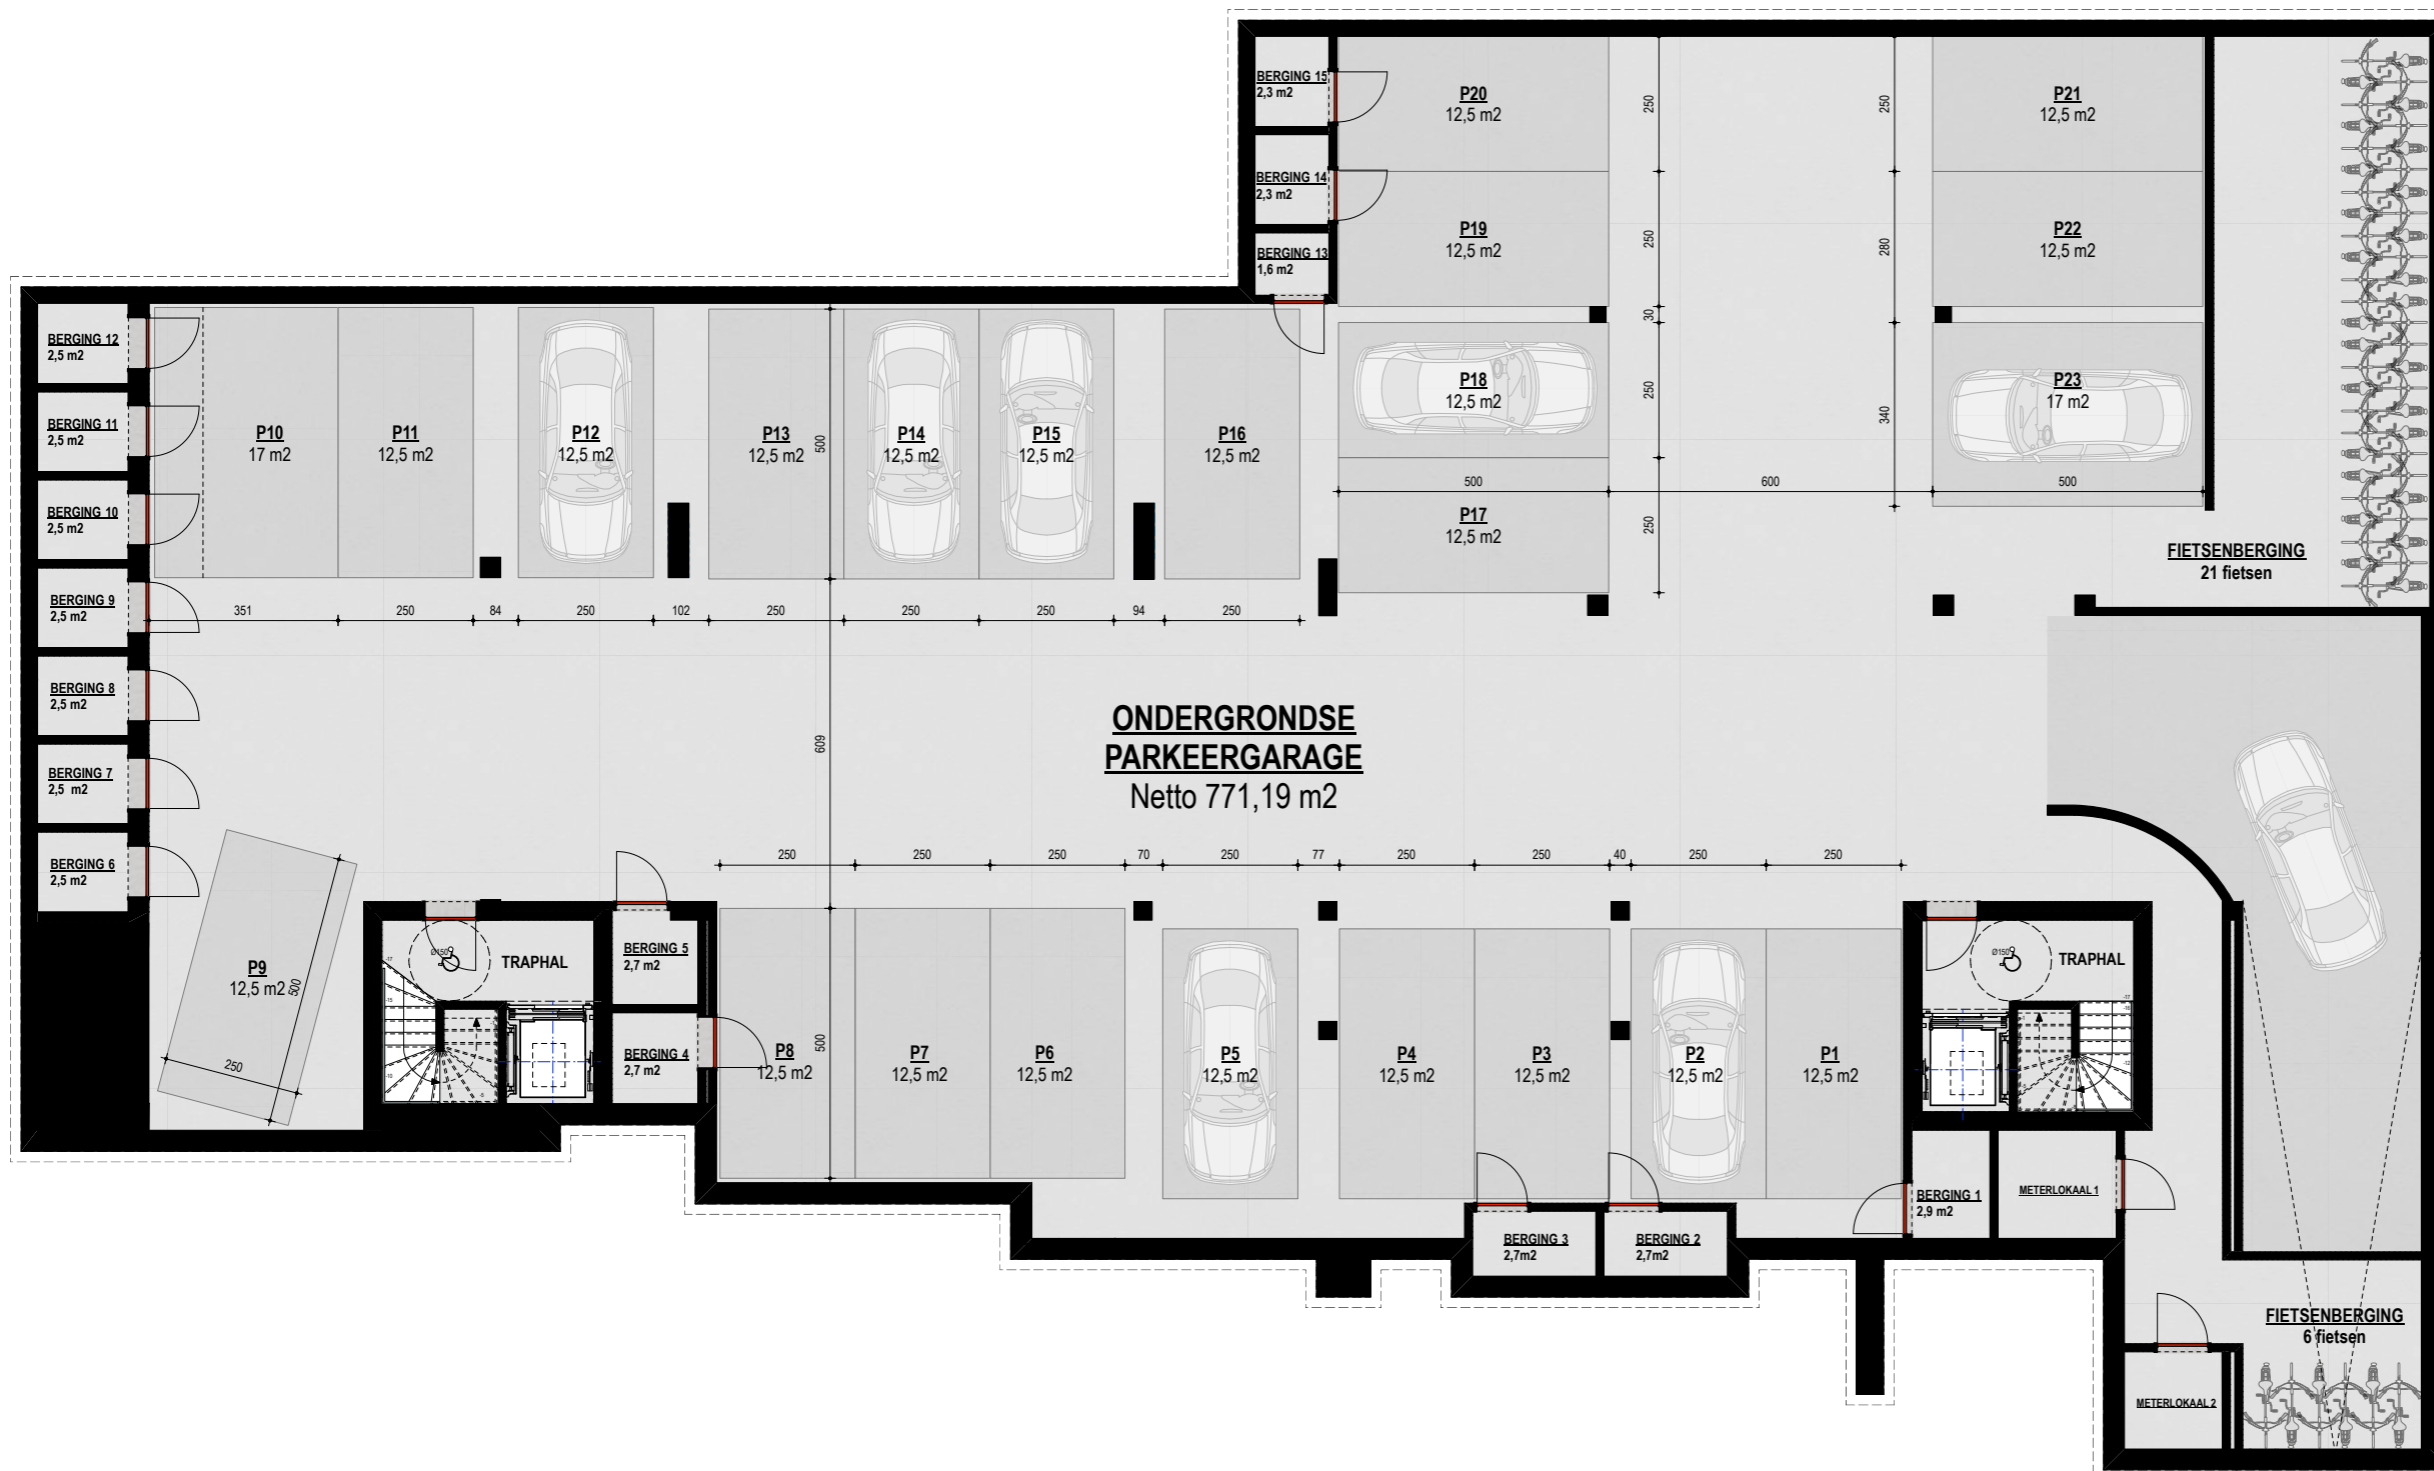 BERGING 15
2,3 m2
P20
12,5 m2
250
250
P21
12,5 m2
BERGING 14
2,3 m2
P19
12,5 m2
250
280
P22
12,5 m2
BERGING 13
1,6 m2
30
BERGING 12
2,5 m2
BERGING 11
2,5 m2
BERGING 10
2,5 m2
BERGING 9
2,5 m2
BERGING 8
2,5 m2
BERGING 7
2,5 m2
BERGING 6
2,5 m2
P10
17 m2
P11
12,5 m2
P12
12,5 m2
P13
12,5 m2
500
P14
12,5 m2
P15
12,5 m2
P16
12,5 m2
P18
12,5 m2
250
340
P23
17 m2
500
600
500
P17
12,5 m2
250
FIETSENBERGING
21 fietsen
351
250
84
250
102
250
250
250
94
250
609
ONDERGRONDSE
PARKEERGARAGE
Netto 771,19 m2
250
250
250
70
250
77
250
250
40
250
250
P9
12,5 m2
500
250
Ø150
TRAPHAL
-17
-15
-10
-5
-1
BERGING 5
2,7 m2
BERGING 4
2,7 m2
P8
12,5 m2
500
P7
12,5 m2
P6
12,5 m2
P5
12,5 m2
P4
12,5 m2
P3
12,5 m2
P2
12,5 m2
P1
12,5 m2
Ø150
TRAPHAL
-17
BERGING 3
2,7m2
BERGING 2
2,7m2
BERGING 1
2,9 m2
METERLOKAAL 1
FIETSENBERGING
6 fietsen
METERLOKAAL 2